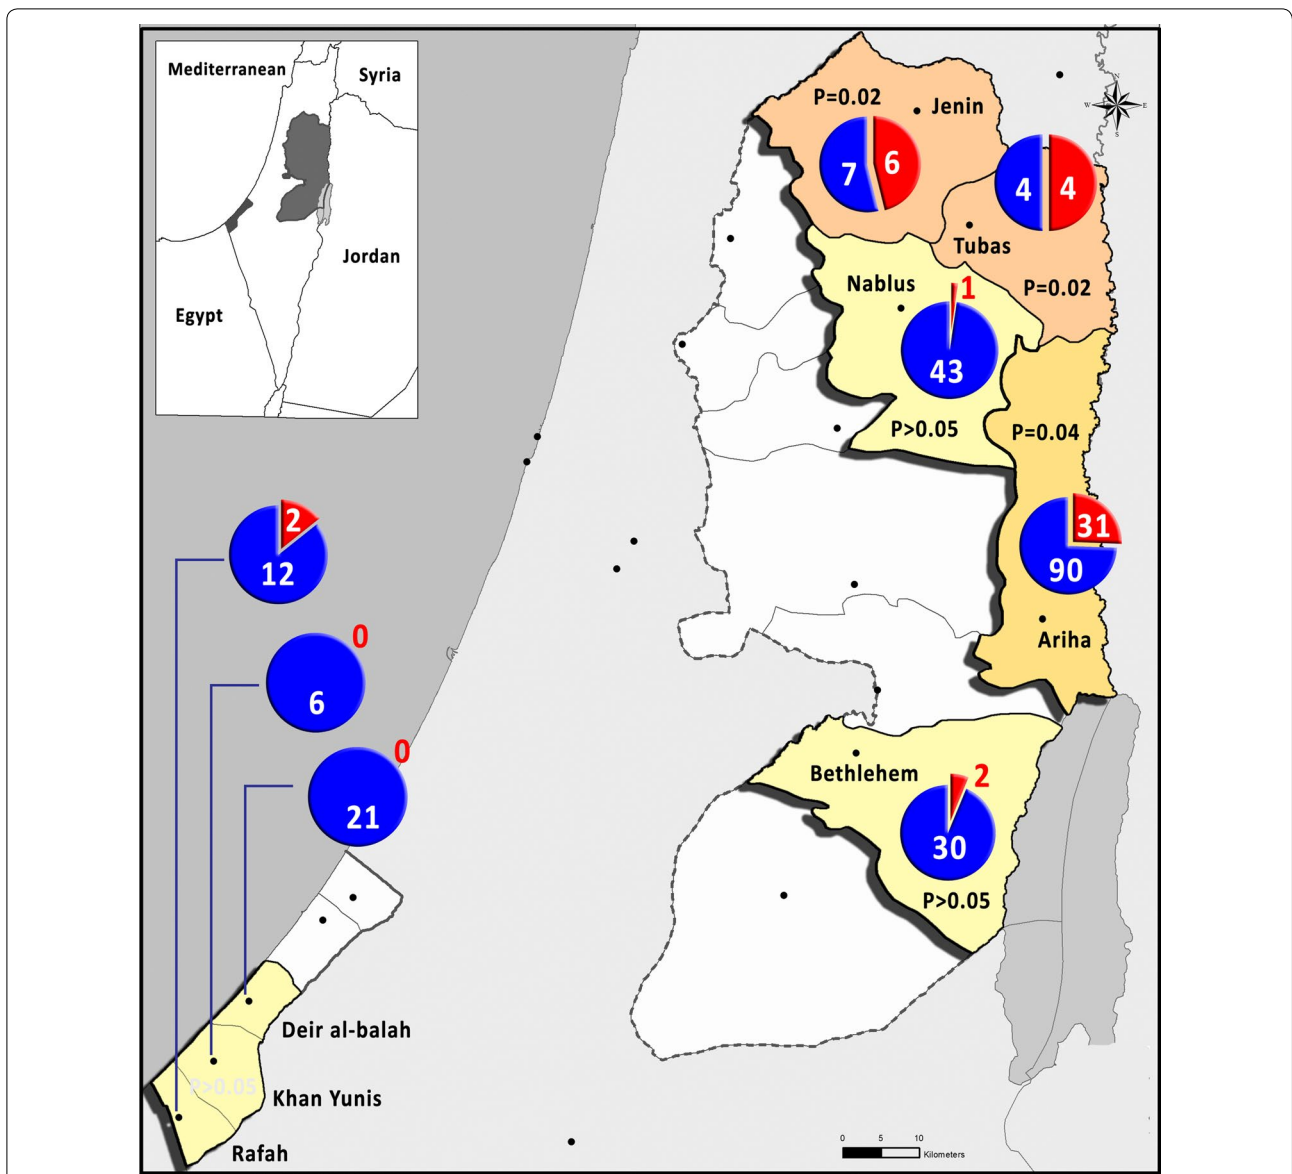 Mediterranean
Syria
Jordan
Egypt
P=0.02
Jenin
7
6
4
4
Tubas
P=0.02
Nablus
1
43
P>0.05
P=0.04
31
90
Ariha
Bethlehem
2
30
P>0.05
2
12
0
6
0
21
Deir al-balah
P>0.05
Khan Yunis
Rafah
N
W
E
S
0 5 10
Kilometers